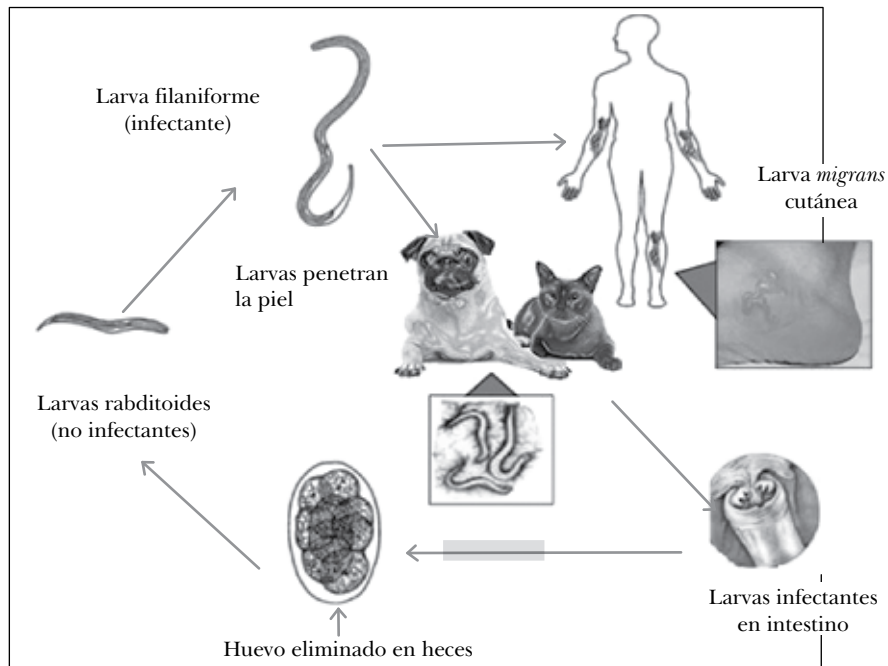 Larva filaniforme
(infectante)
Larva migrans
cutánea
Larvas penetran
la piel
Larvas rabditoides
(no infectantes)
Larvas infectantes
en intestino
Huevo eliminado en heces